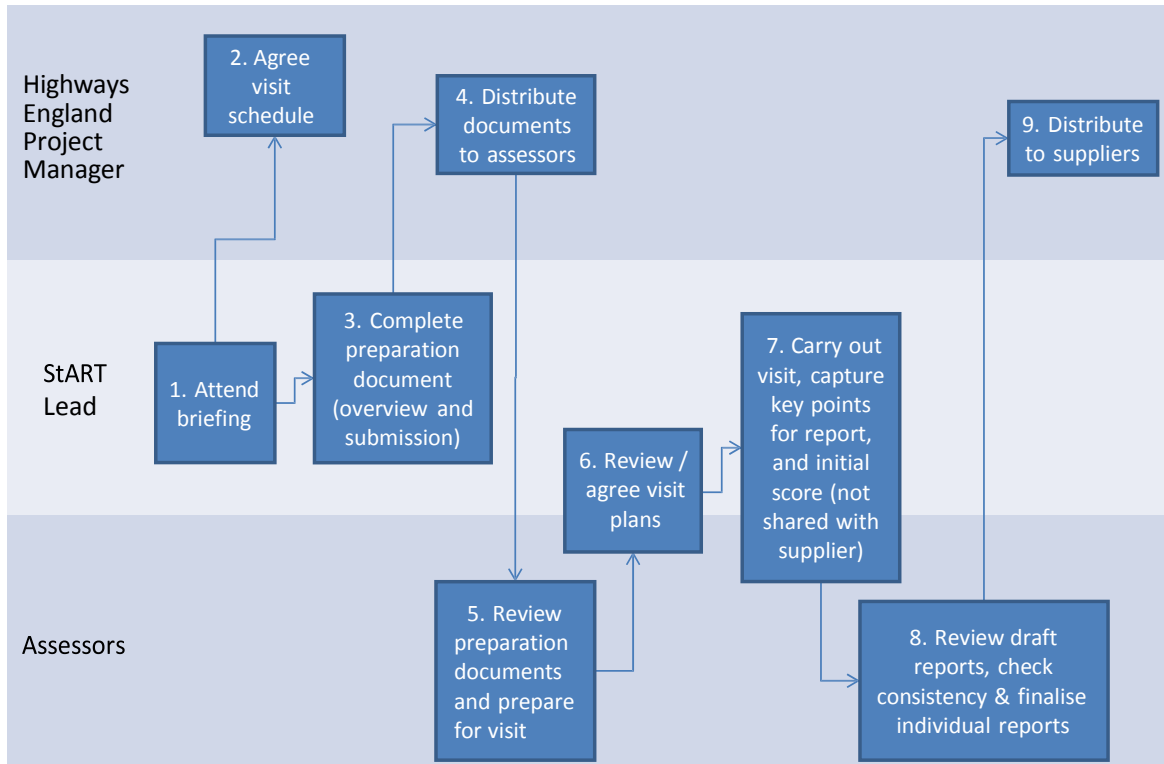 Highways
England
Project
Manager
2. Agree
visit
schedule
4. Distribute
documents
to assessors
9. Distribute
to suppliers
StART
Lead
1. Attend
briefing
3. Complete
preparation
document
(overview and
submission)
6. Review /
agree visit
plans
7. Carry out
visit, capture
key points
for report,
and initial
score (not
shared with
supplier)
Assessors
5. Review
preparation
documents
and prepare
for visit
8. Review draft
reports, check
consistency & finalise
individual reports